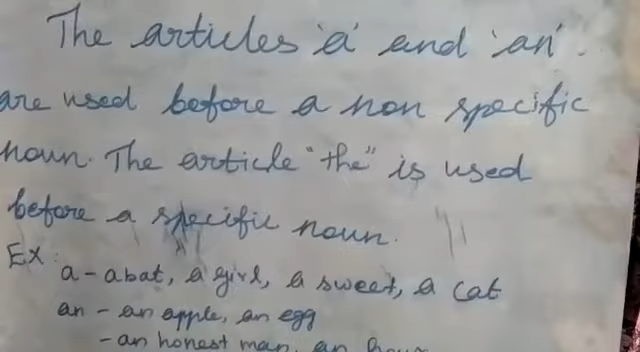 The articles 'a' and 'an'.
are used before a non specific
noun. The article "the" is used
before a specific noun.
EX:
a - a bat, a girl, a sweet, a cat
an - an apple, an egg
- an honest man, an hour